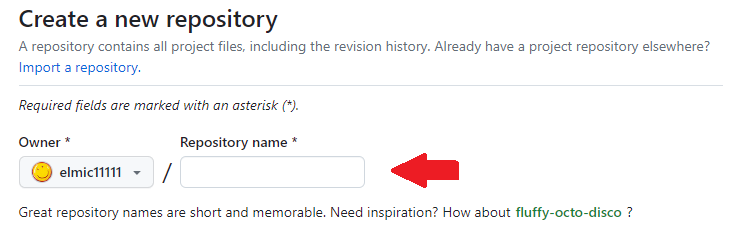 Create a new repository
A repository contains all project files, including the revision history. Already have a project repository elsewhere?
Import a repository.
Required fields are marked with an asterisk (*).
Owner * Repository name *
elmic11111 /
Great repository names are short and memorable. Need inspiration? How about fluffy-octo-disco ?